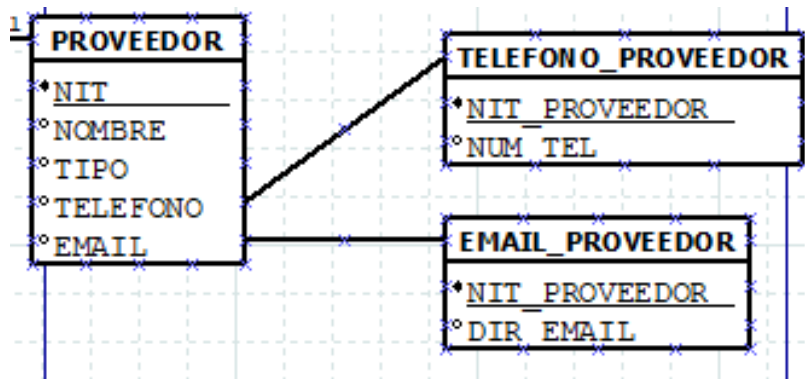 1
PROVEEDOR
NIT
NOMBRE
TIPO
TELEFONO
EMAIL
TELEFONO_PROVEEDOR
NIT_PROVEEDOR
NUM_TEL
EMAIL_PROVEEDOR
NIT_PROVEEDOR
DIR_EMAIL